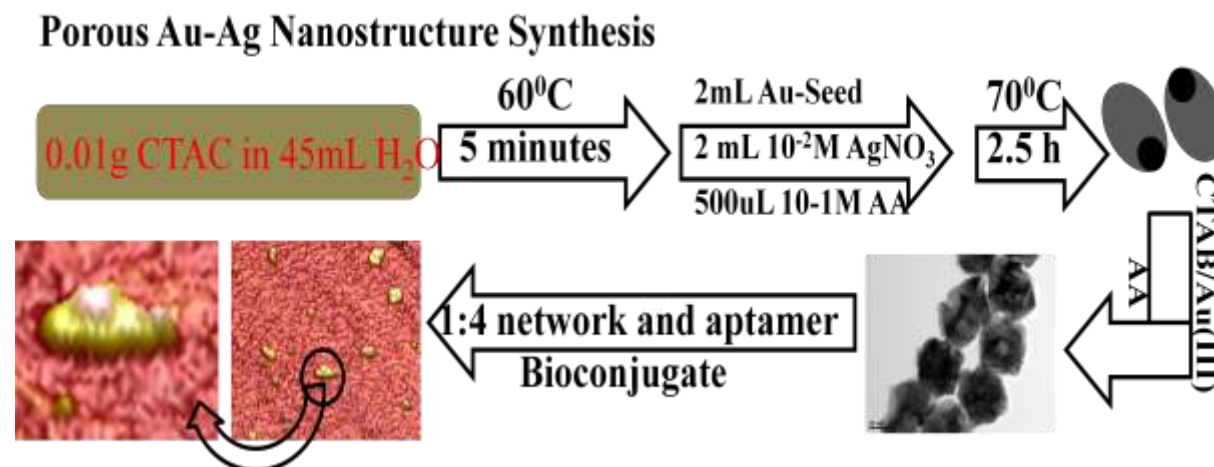 Porous Au-Ag Nanostructure Synthesis
0.01g CTAC in 45mL H₂O
60⁰C
5 minutes
2mL Au-Seed
2 mL 10⁻²M AgNO₃
500uL 10-1M AA
70⁰C
2.5 h
CTAB/Au(III)
AA
1:4 network and aptamer
Bioconjugate